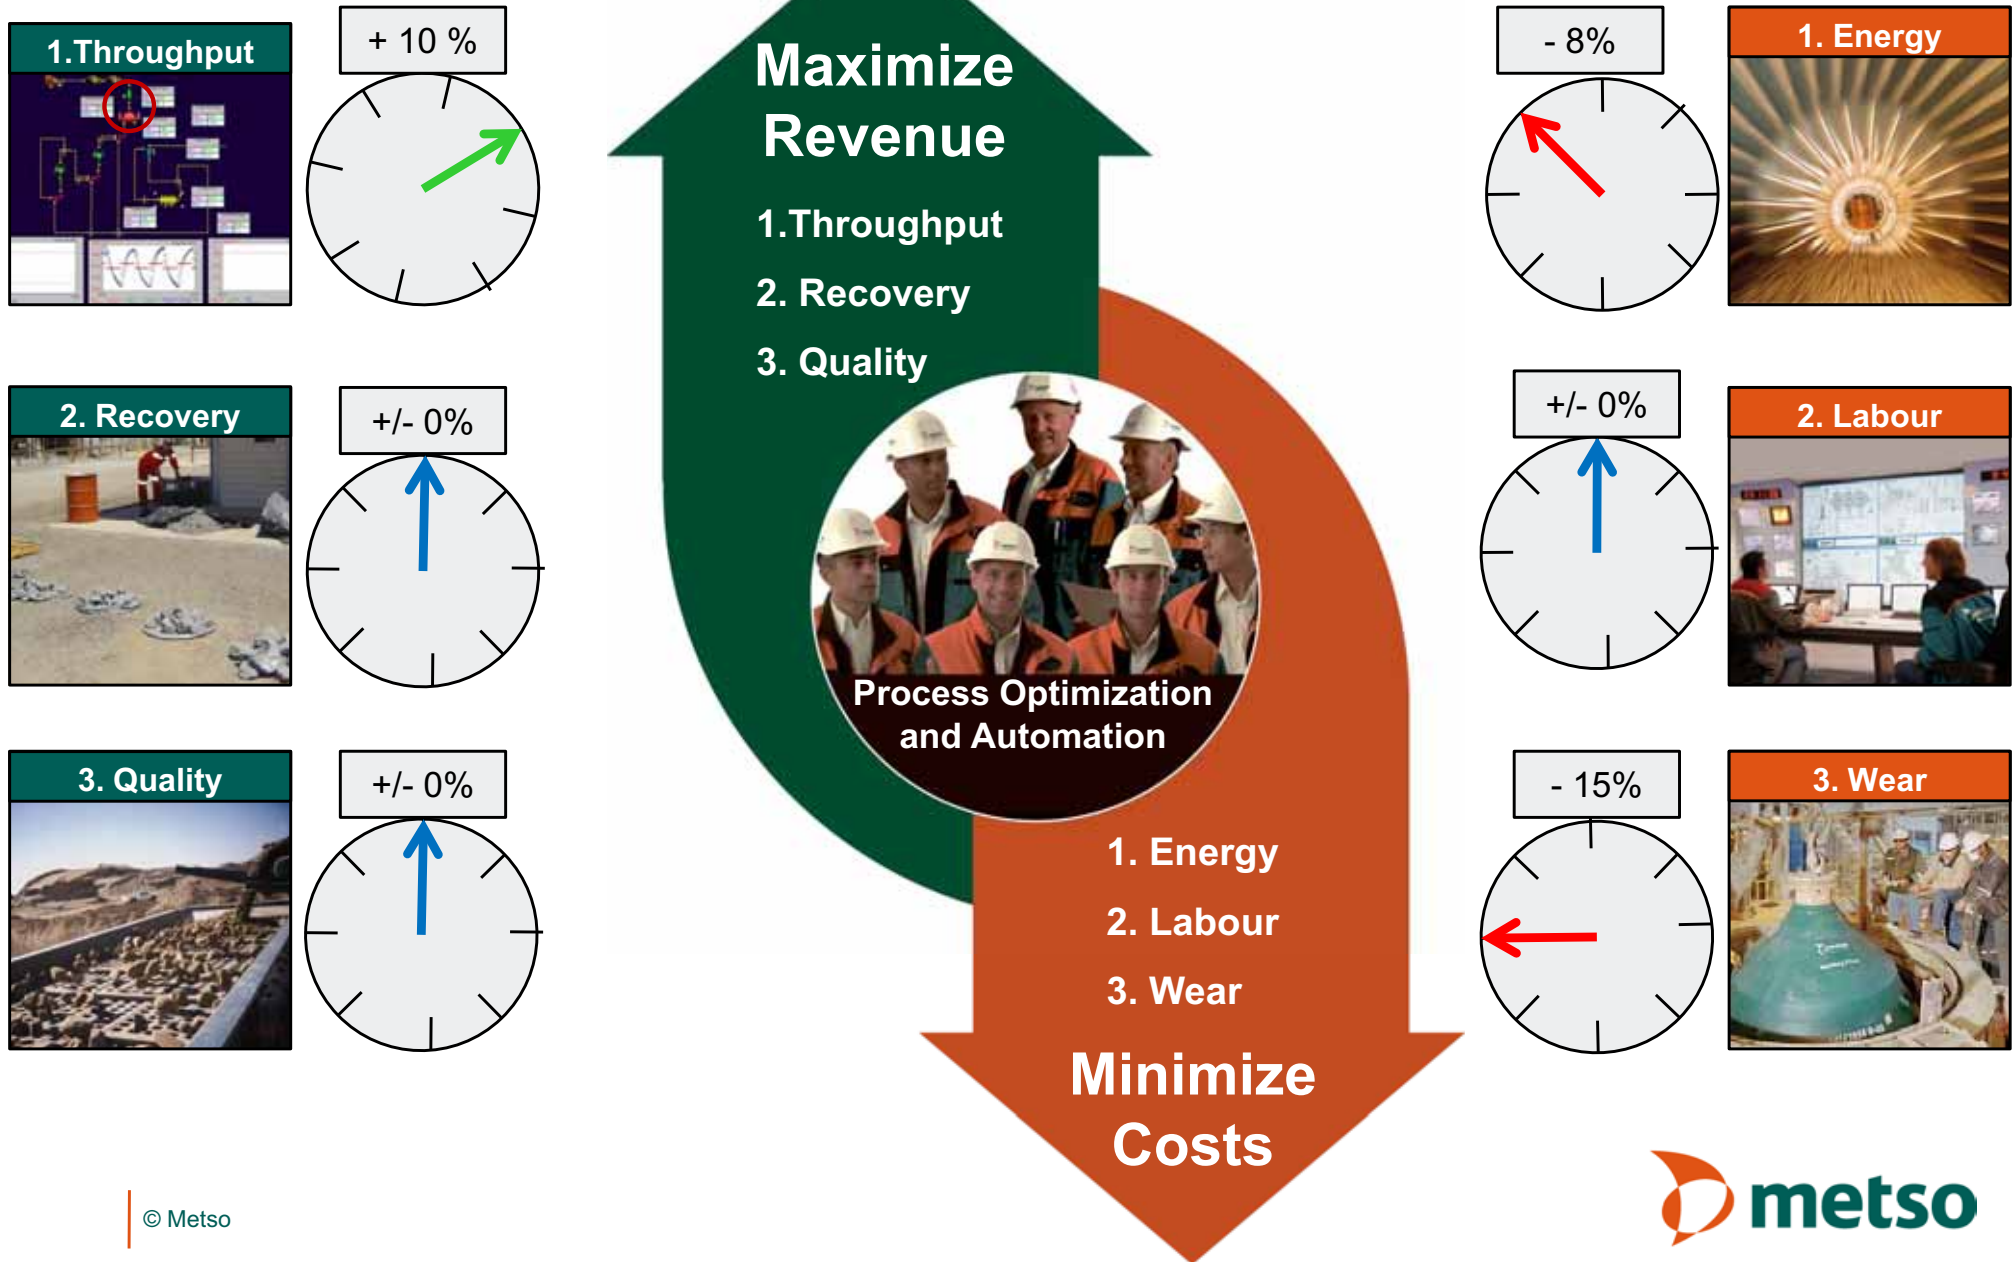 1.Throughput
+ 10 %
2. Recovery
+/- 0%
3. Quality
+/- 0%
Maximize
Revenue
1.Throughput
2. Recovery
3. Quality
Process Optimization
and Automation
1. Energy
2. Labour
3. Wear
Minimize
Costs
- 8%
1. Energy
+/- 0%
2. Labour
- 15%
3. Wear
© Metso
metso